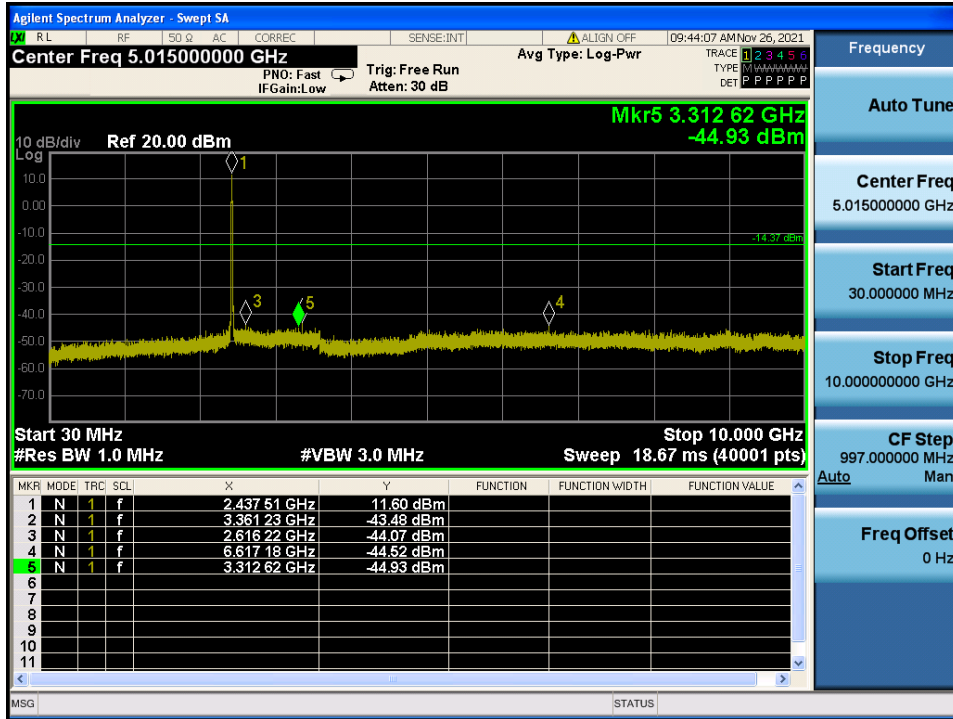 Agilent Spectrum Analyzer - Swept SA
LXI RL RF 50 Ω AC CORREC SENSE:INT ALIGN OFF 09:44:07 AM Nov 26, 2021
Center Freq 5.015000000 GHz
PNO: Fast
IFGain:Low
Trig: Free Run
Atten: 30 dB
Avg Type: Log-Pwr
TRACE 1 2 3 4 5 6
TYPE M WWWWW
DET P P P P P P
Mkr5 3.312 62 GHz
-44.93 dBm
10 dB/div Ref 20.00 dBm
Log
10.0
0.00
-10.0
-20.0
-30.0
-40.0
-50.0
-60.0
-70.0
1
-14.37 dBm
3
5
4
Start 30 MHz
Stop 10.000 GHz
#Res BW 1.0 MHz #VBW 3.0 MHz Sweep 18.67 ms (40001 pts)
MKR MODE TRC SCL X Y FUNCTION FUNCTION WIDTH FUNCTION VALUE
1 N 1 f 2.437 51 GHz 11.60 dBm
2 N 1 f 3.361 23 GHz -43.48 dBm
3 N 1 f 2.616 22 GHz -44.07 dBm
4 N 1 f 6.617 18 GHz -44.52 dBm
5 N 1 f 3.312 62 GHz -44.93 dBm
6
7
8
9
10
11
MSG STATUS
Frequency
Auto Tune
Center Freq
5.015000000 GHz
Start Freq
30.000000 MHz
Stop Freq
10.000000000 GHz
CF Step
997.000000 MHz
Auto Man
Freq Offset
0 Hz